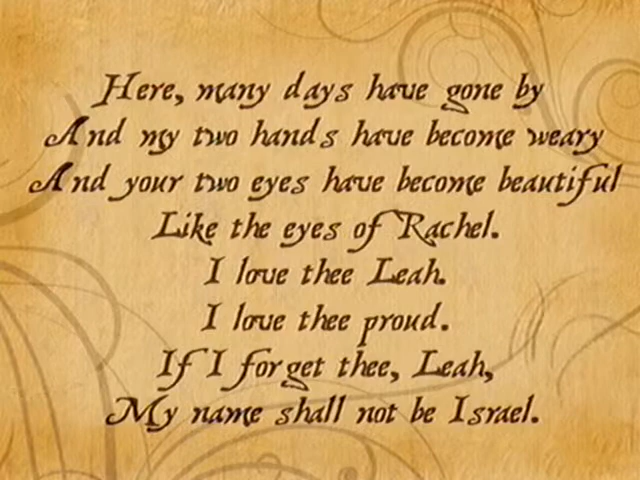 Here, many days have gone by
And my two hands have become weary
And your two eyes have become beautiful
Like the eyes of Rachel.
I love thee Leah.
I love thee proud.
If I forget thee, Leah,
My name shall not be Israel.